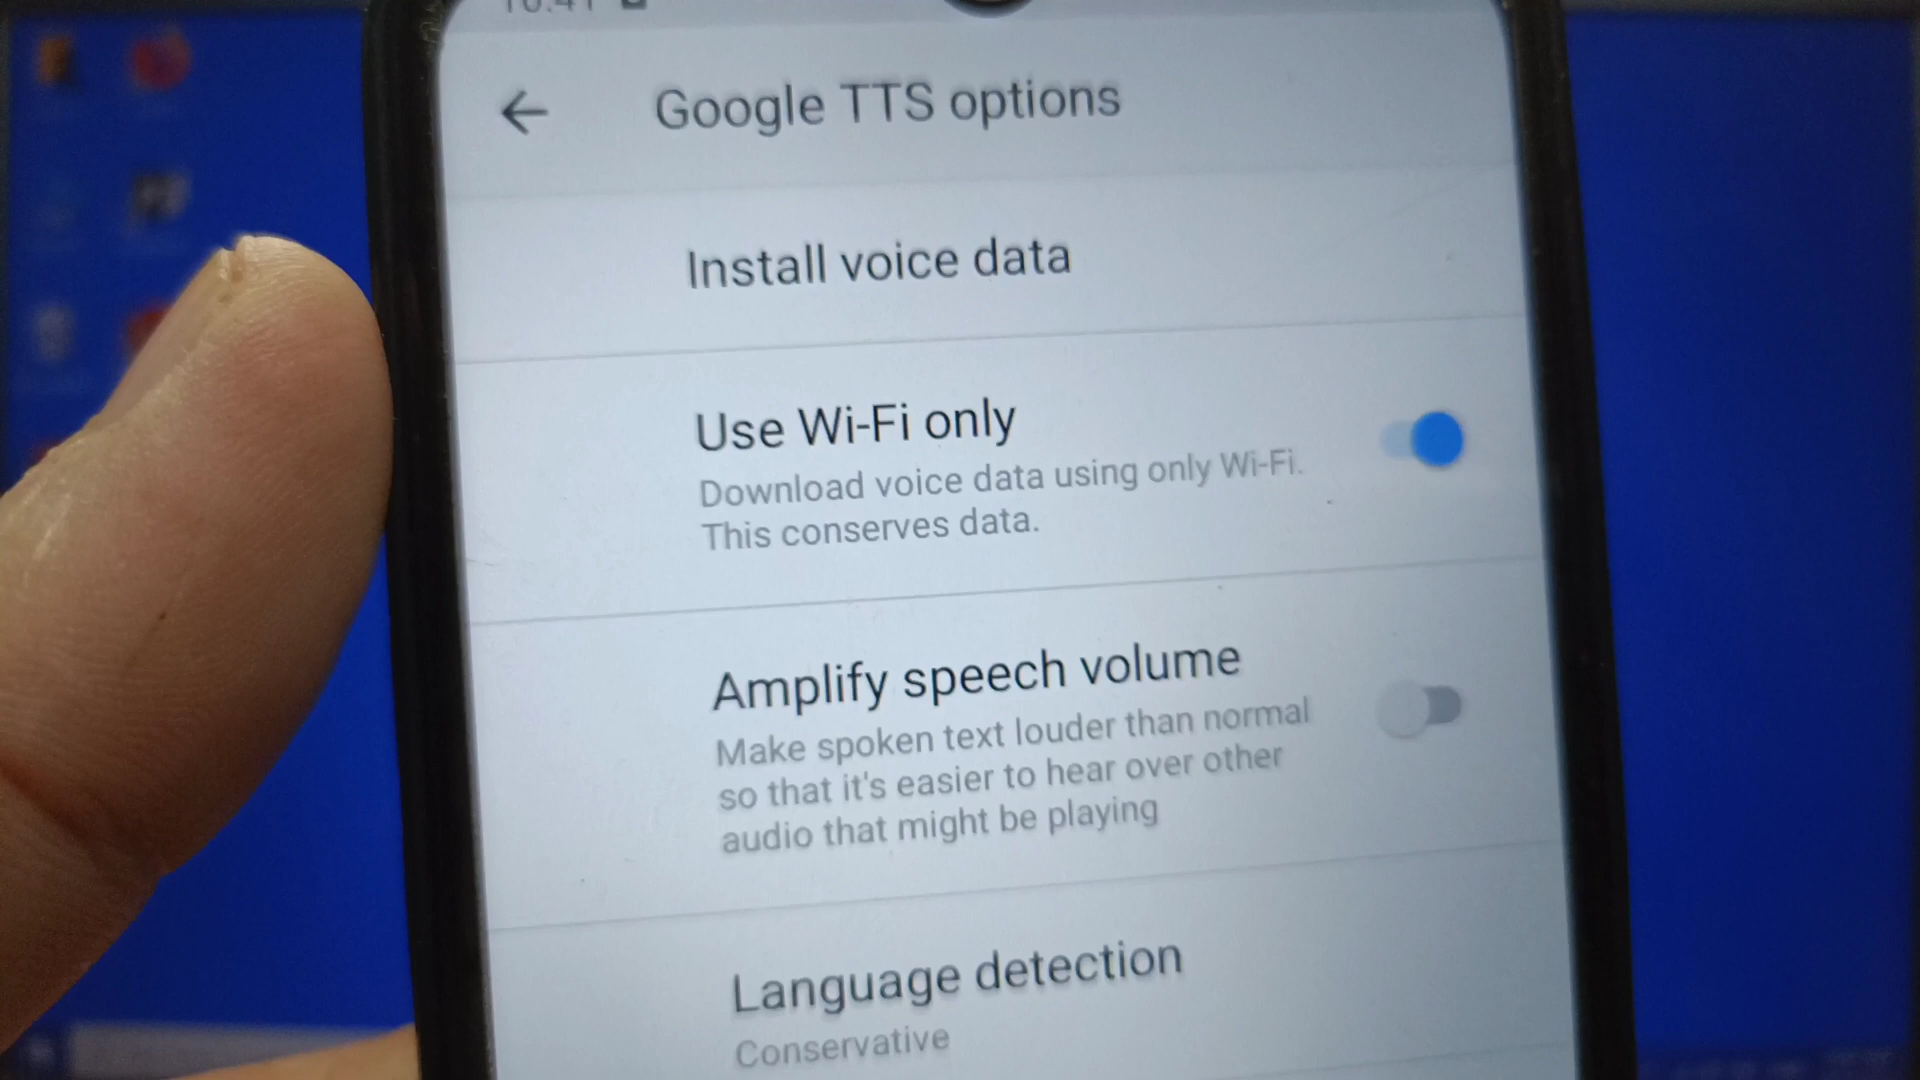 Google TTS options
Install voice data
Use Wi-Fi only
Download voice data using only Wi-Fi.
This conserves data.
Amplify speech volume
Make spoken text louder than normal
so that it's easier to hear over other
audio that might be playing
Language detection
Conservative